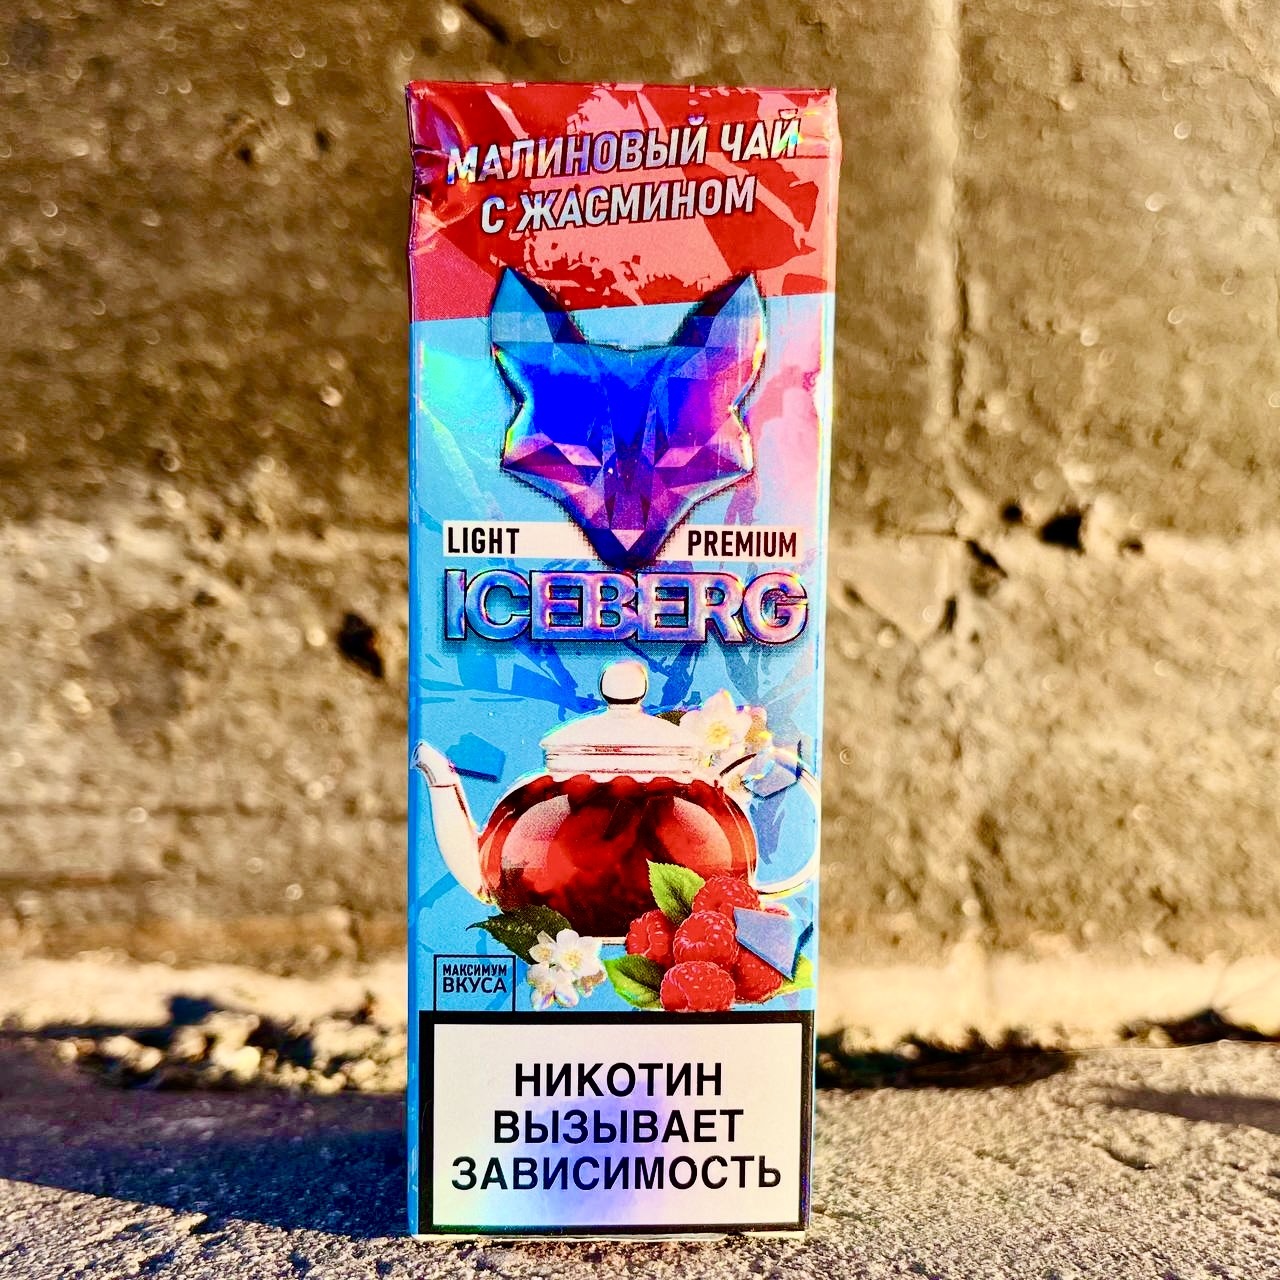 МАЛИНОВЫЙ ЧАЙ
С ЖАСМИНОМ
LIGHT PREMIUM
ICEBERG
МАКСИМУМ
ВКУСА
НИКОТИН
ВЫЗЫВАЕТ
ЗАВИСИМОСТЬ